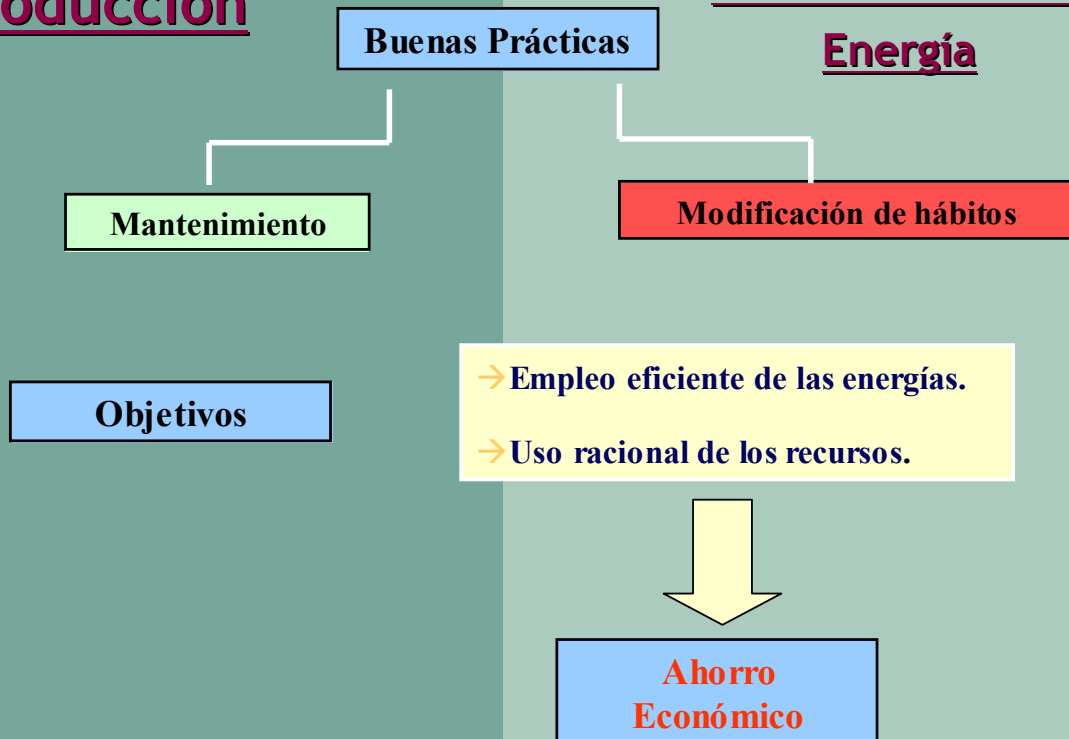 Buenas Prácticas
Energía
Mantenimiento
Modificación de hábitos
Objetivos
→Empleo eficiente de las energías.
→Uso racional de los recursos.
Ahorro
Económico